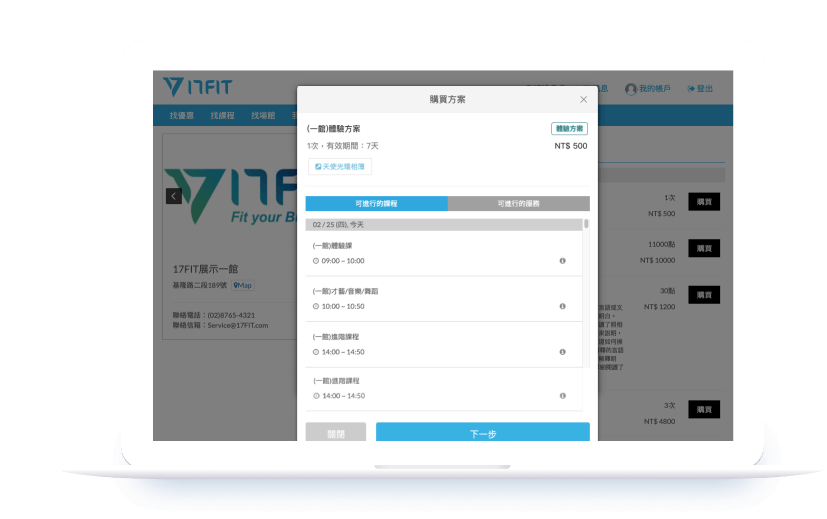 17FIT
我的帳戶
登出
找優惠
找課程
找場館
購買方案
×
(一館)體驗方案
體驗方案
1次，有效期間：7天
NT$ 500
天使光環相簿
可進行的課程
可進行的服務
02 / 25 (四), 今天
(一館)體驗課
09:00 ~ 10:00
(一館)才藝/音樂/舞蹈
10:00 ~ 10:50
(一館)進階課程
14:00 ~ 14:50
(一館)進階課程
14:00 ~ 14:50
關閉
下一步
17F
Fit your B
17FIT展示一館
基隆路二段189號
Map
聯絡電話：(02)8765-4321
聯絡信箱：Service@17FIT.com
1次
NT$ 500
購買
11000點
NT$ 10000
購買
30點
NT$ 1200
購買
3次
NT$ 4800
購買